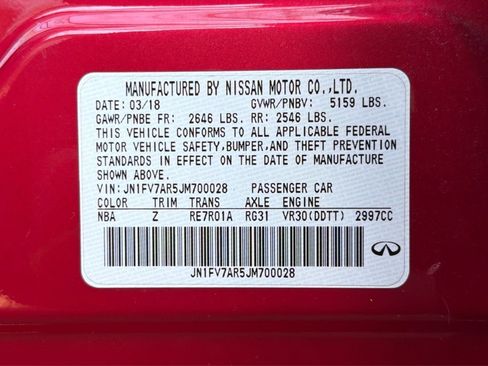 MANUFACTURED BY NISSAN MOTOR CO.,LTD.
DATE: 03/18 GVWR/PNBV: 5159 LBS.
GAWR/PNBE FR: 2646 LBS. RR: 2546 LBS.
THIS VEHICLE CONFORMS TO ALL APPLICABLE FEDERAL
MOTOR VEHICLE SAFETY,BUMPER,AND THEFT PREVENTION
STANDARDS IN EFFECT ON THE DATE OF MANUFACTURE
SHOWN ABOVE.
VIN: JN1FV7AR5JM700028 PASSENGER CAR
COLOR TRIM TRANS AXLE ENGINE
NBA Z RE7R01A RG31 VR30(DDTT) 2997CC
JN1FV7AR5JM700028